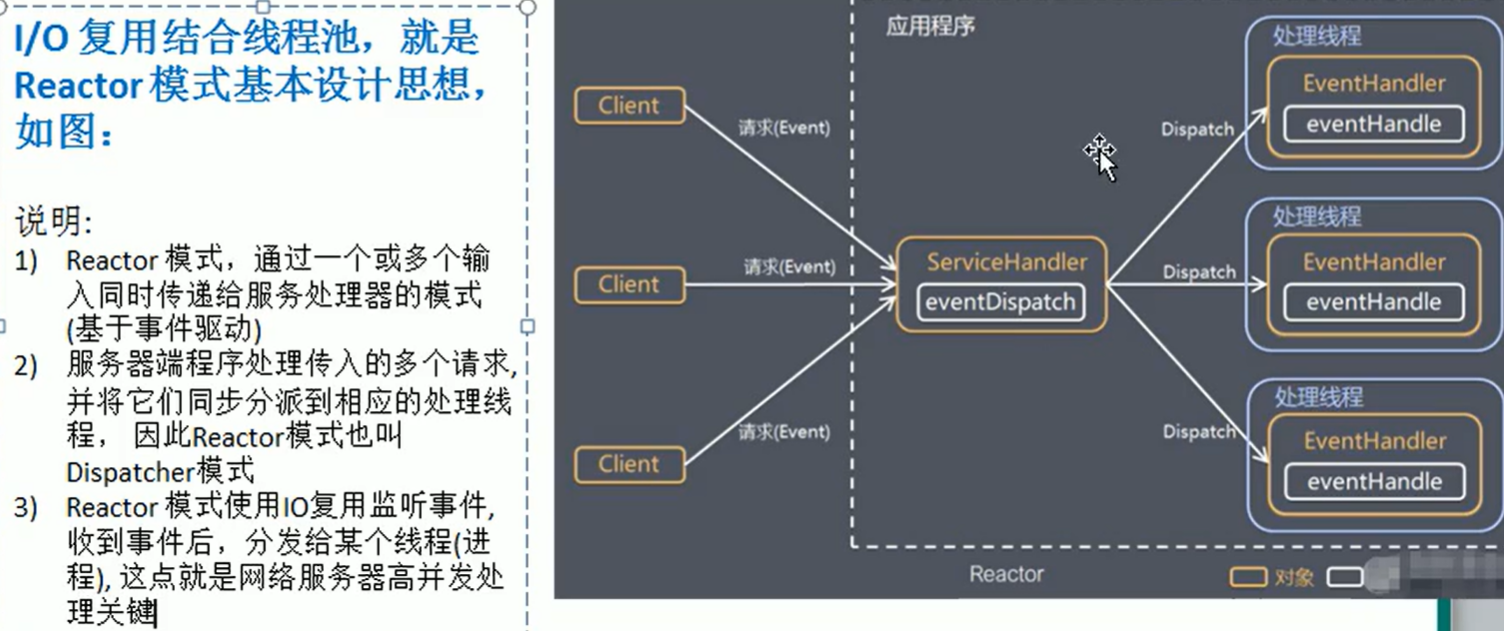 I/O 复用结合线程池，就是
Reactor 模式基本设计思想，
如图：
说明:
1) Reactor 模式，通过一个或多个输
入同时传递给服务处理器的模式
(基于事件驱动)
2) 服务器端程序处理传入的多个请求,
并将它们同步分派到相应的处理线
程， 因此Reactor模式也叫
Dispatcher模式
3) Reactor 模式使用IO复用监听事件,
收到事件后，分发给某个线程(进
程), 这点就是网络服务器高并发处
理关键
应用程序
Client
请求(Event)
Client
请求(Event)
Client
请求(Event)
ServiceHandler
eventDispatch
Dispatch
Dispatch
Dispatch
处理线程
EventHandler
eventHandle
处理线程
EventHandler
eventHandle
处理线程
EventHandler
eventHandle
Reactor
对象